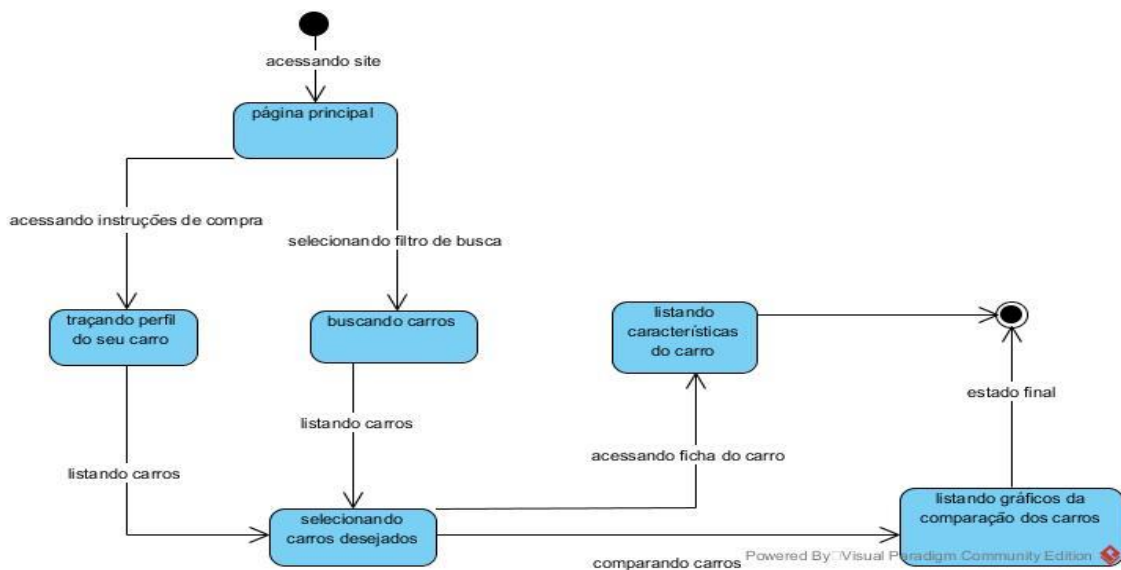 acessando site
página principal
acessando instruções de compra
selecionando filtro de busca
traçando perfil
do seu carro
buscando carros
listando
características
do carro
listando carros
estado final
acessando ficha do carro
listando carros
selecionando
carros desejados
listando gráficos da
comparação dos carros
comparando carros
Powered By Visual Paradigm Community Edition